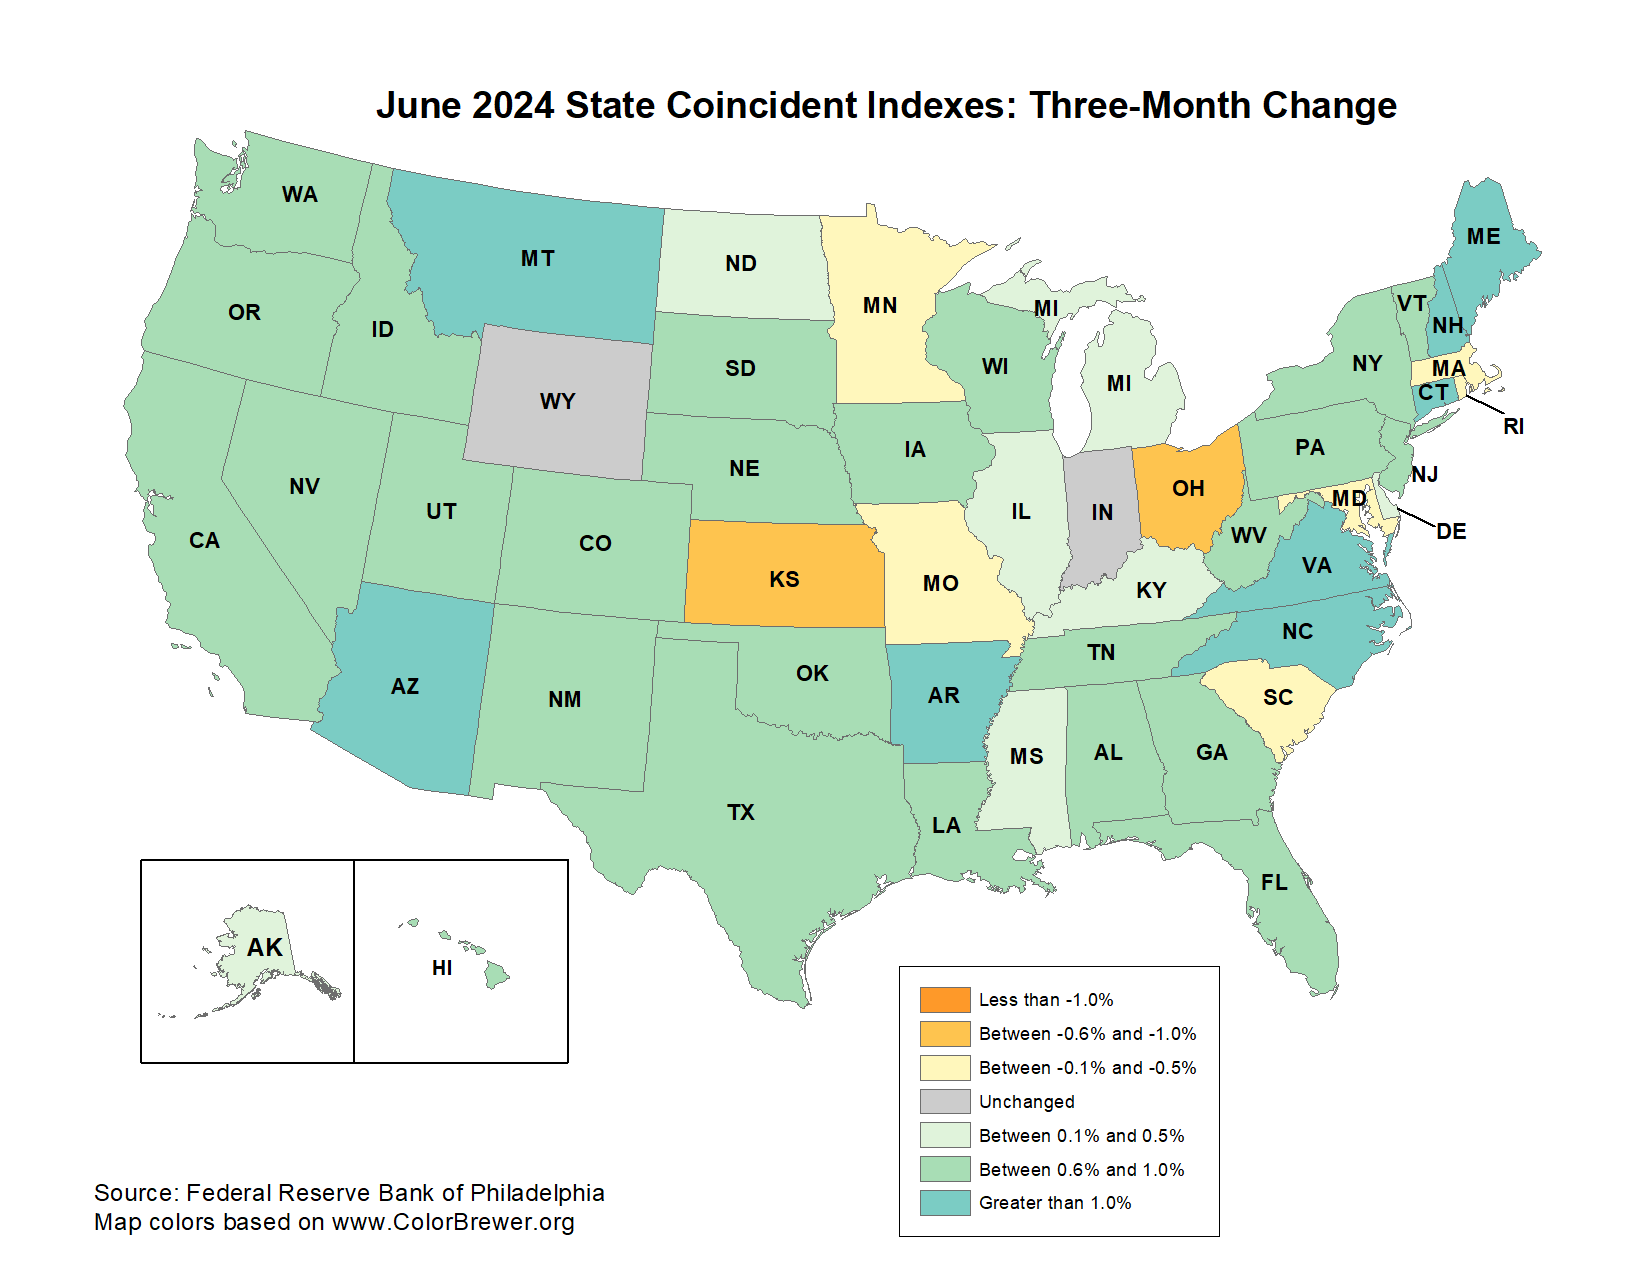 June 2024 State Coincident Indexes: Three-Month Change
WA
MT
ND
MN
ME
OR
ID
SD
WI
MI
MI
VT
NH
NY
MA
CT
RI
WY
NE
IA
PA
NJ
NV
UT
CO
IL
IN
OH
MD
DE
CA
KS
MO
WV
VA
KY
AZ
NM
OK
AR
TN
NC
SC
TX
LA
MS
AL
GA
FL
AK
HI
Less than -1.0%
Between -0.6% and -1.0%
Between -0.1% and -0.5%
Unchanged
Between 0.1% and 0.5%
Between 0.6% and 1.0%
Greater than 1.0%
Source: Federal Reserve Bank of Philadelphia
Map colors based on www.ColorBrewer.org